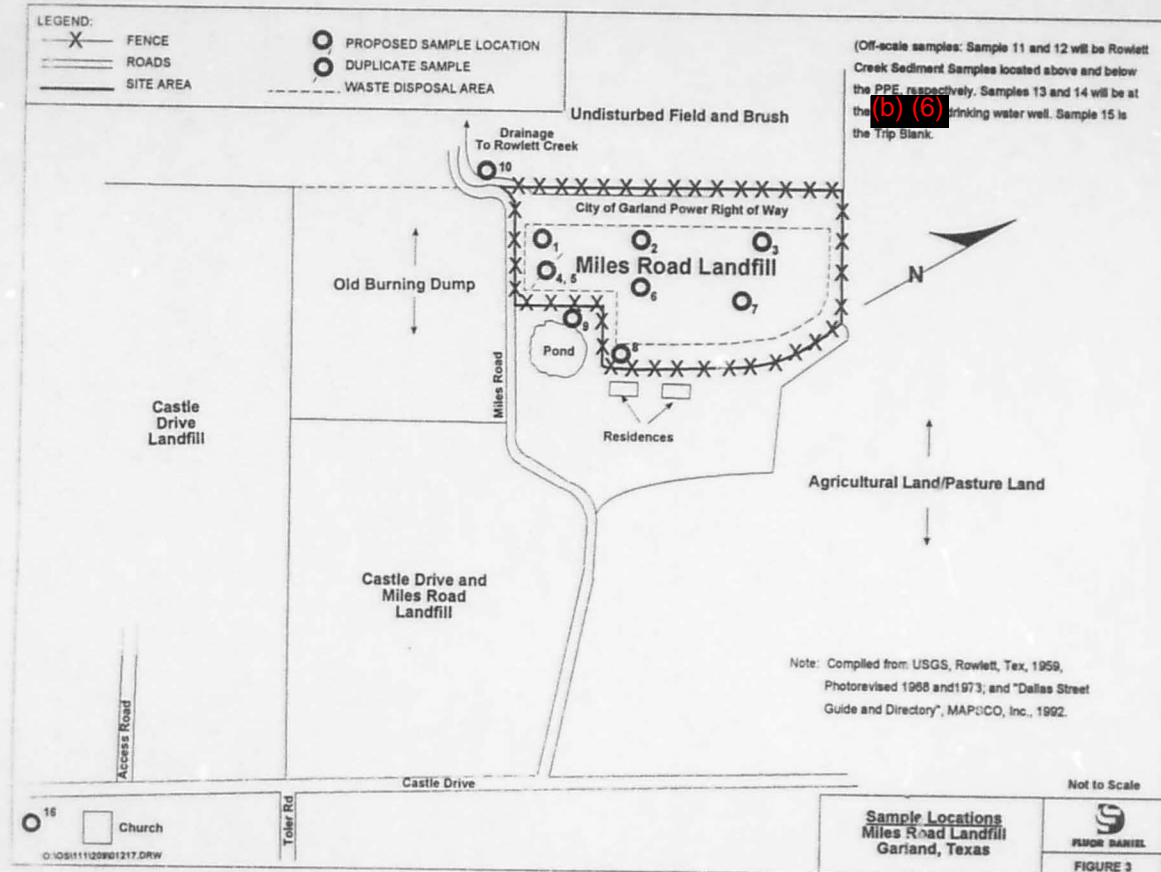 LEGEND:
X FENCE
ROADS
SITE AREA
PROPOSED SAMPLE LOCATION
DUPLICATE SAMPLE
WASTE DISPOSAL AREA
(Off-scale samples: Sample 11 and 12 will be Rowlett
Creek Sediment Samples located above and below
the PPE, respectively. Samples 13 and 14 will be at
the (b) (6) drinking water well. Sample 15 is
the Trip Blank.
Undisturbed Field and Brush
Drainage
To Rowlett Creek
10
City of Garland Power Right of Way
1
2
3
Miles Road Landfill
4, 5
6
7
N
Old Burning Dump
9
8
Pond
Miles Road
Residences
Castle
Drive
Landfill
Agricultural Land/Pasture Land
Castle Drive and
Miles Road
Landfill
Note: Compiled from USGS, Rowlett, Tex, 1959,
Photorevised 1968 and1973; and "Dallas Street
Guide and Directory", MAPSCO, Inc., 1992.
Access Road
Castle Drive
Not to Scale
16
Church
Toler Rd
Sample Locations
Miles Road Landfill
Garland, Texas
FLUOR DANIEL
FIGURE 3